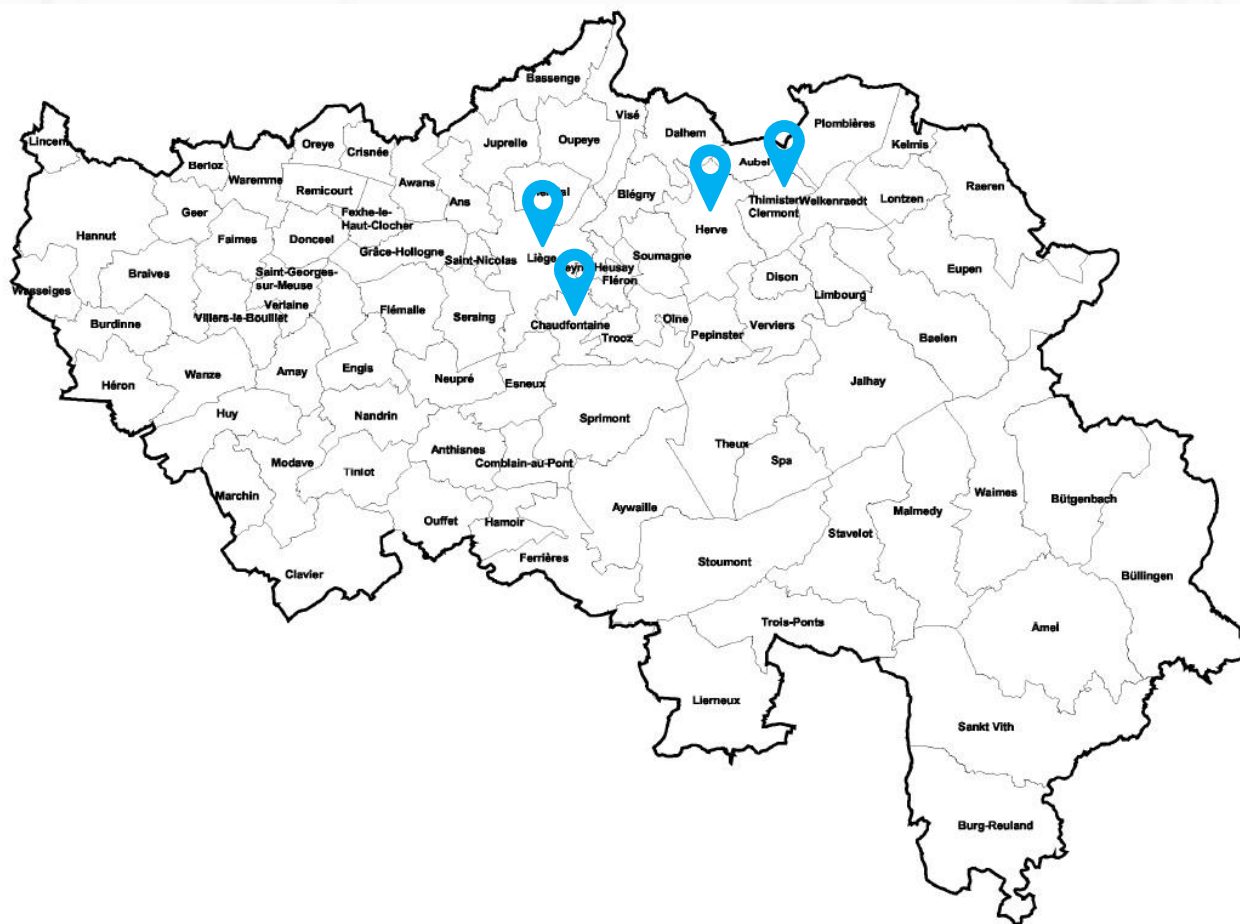 Bassenge
Visé
Dalhem
Plombières
Lincent
Oreye
Crisnée
Juprelle
Oupeye
Kelmis
Berloz
Waremme
Remicourt
Awans
Ans
Blégny
Aubel
Raeren
Geer
Fexhe-le-
Haut-Clocher
Herve
Thimister
Clermont
Welkenraedt
Lontzen
Hannut
Faimes
Donceel
Grâce-Hollogne
Saint-Nicolas
Liège
Soumagne
Eupen
Wasseiges
Braives
Saint-Georges-
sur-Meuse
Heusay
Fléron
Dison
Limbourg
Burdinne
Villers-le-Bouillet
Verlaine
Flémalle
Seraing
Chaudfontaine
Trooz
Olne
Pepinster
Verviers
Baelen
Héron
Wanze
Amay
Engis
Neupré
Esneux
Jalhay
Huy
Nandrin
Sprimont
Theux
Spa
Modave
Tinlot
Anthisnes
Comblain-au-Pont
Marchin
Aywaille
Waimes
Bütgenbach
Malmedy
Stavelot
Ouffet
Hamoir
Ferrières
Stoumont
Clavier
Büllingen
Trois-Ponts
Amel
Lierneux
Sankt Vith
Burg-Reuland